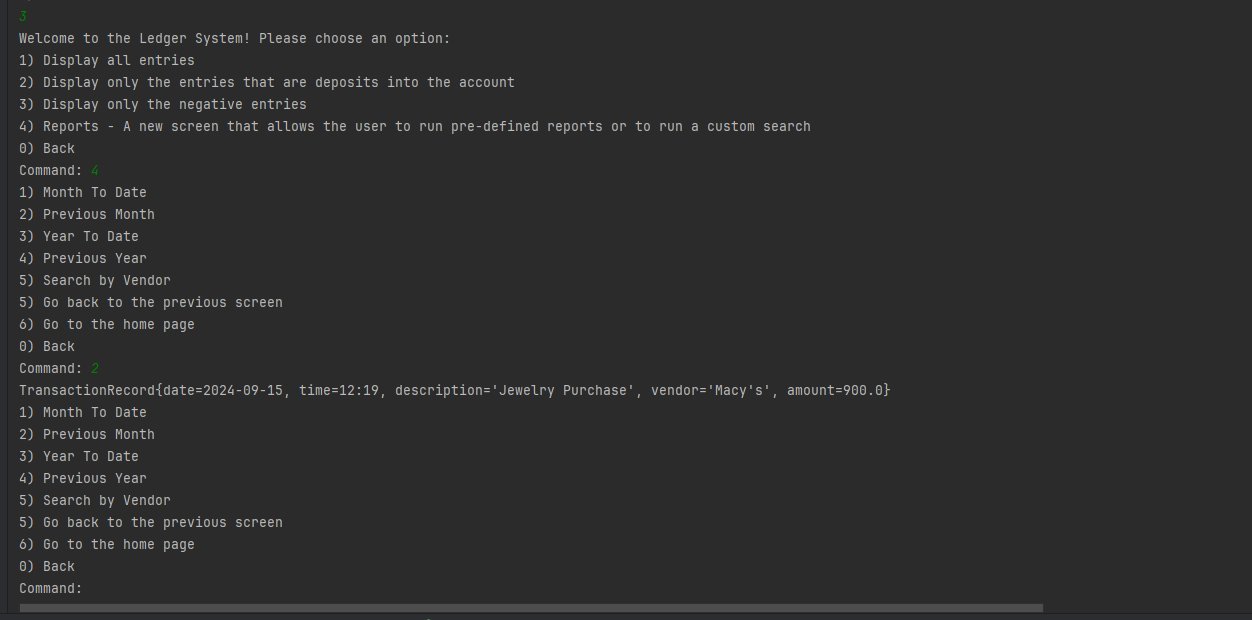 3
Welcome to the Ledger System! Please choose an option:
1) Display all entries
2) Display only the entries that are deposits into the account
3) Display only the negative entries
4) Reports - A new screen that allows the user to run pre-defined reports or to run a custom search
0) Back
Command: 4
1) Month To Date
2) Previous Month
3) Year To Date
4) Previous Year
5) Search by Vendor
5) Go back to the previous screen
6) Go to the home page
0) Back
Command: 2
TransactionRecord{date=2024-09-15, time=12:19, description='Jewelry Purchase', vendor='Macy's', amount=900.0}
1) Month To Date
2) Previous Month
3) Year To Date
4) Previous Year
5) Search by Vendor
5) Go back to the previous screen
6) Go to the home page
0) Back
Command: